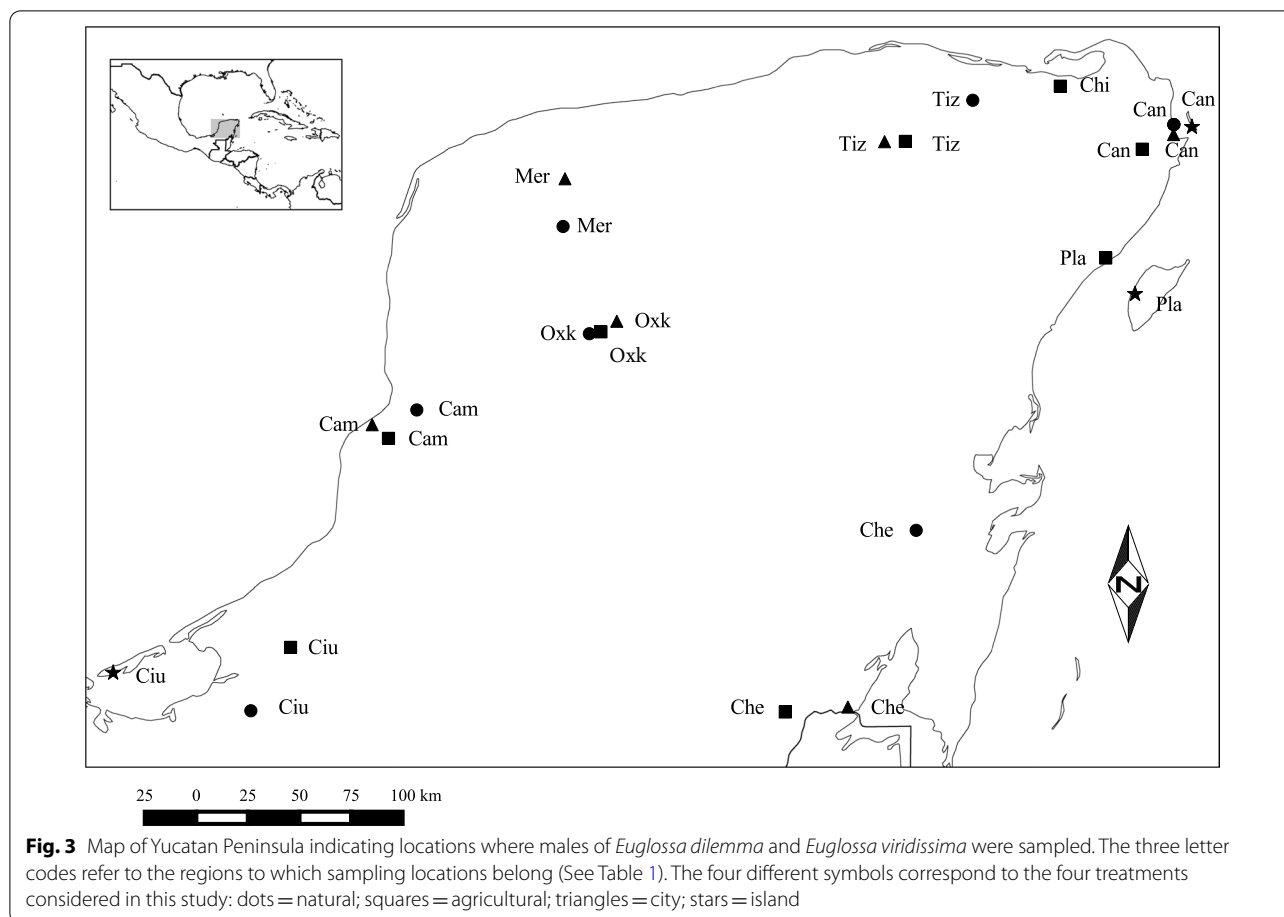 Chi
Tiz
Can Can
Tiz Tiz
Can Can
Mer
Mer
Pla
Pla
Oxk Oxk
Oxk
Cam
Cam Cam
Che
N
Ciu
Ciu
Ciu
Che Che
25 0 25 50 75 100 km
Fig. 3 Map of Yucatan Peninsula indicating locations where males of Euglossa dilemma and Euglossa viridissima were sampled. The three letter
codes refer to the regions to which sampling locations belong (See Table 1). The four different symbols correspond to the four treatments
considered in this study: dots = natural; squares = agricultural; triangles = city; stars = island